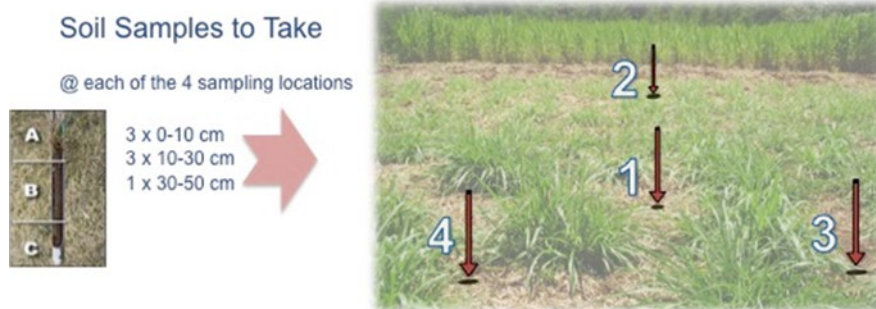 Soil Samples to Take
@ each of the 4 sampling locations
A
3 x 0-10 cm
3 x 10-30 cm
B
1 x 30-50 cm
C
2
1
4
3